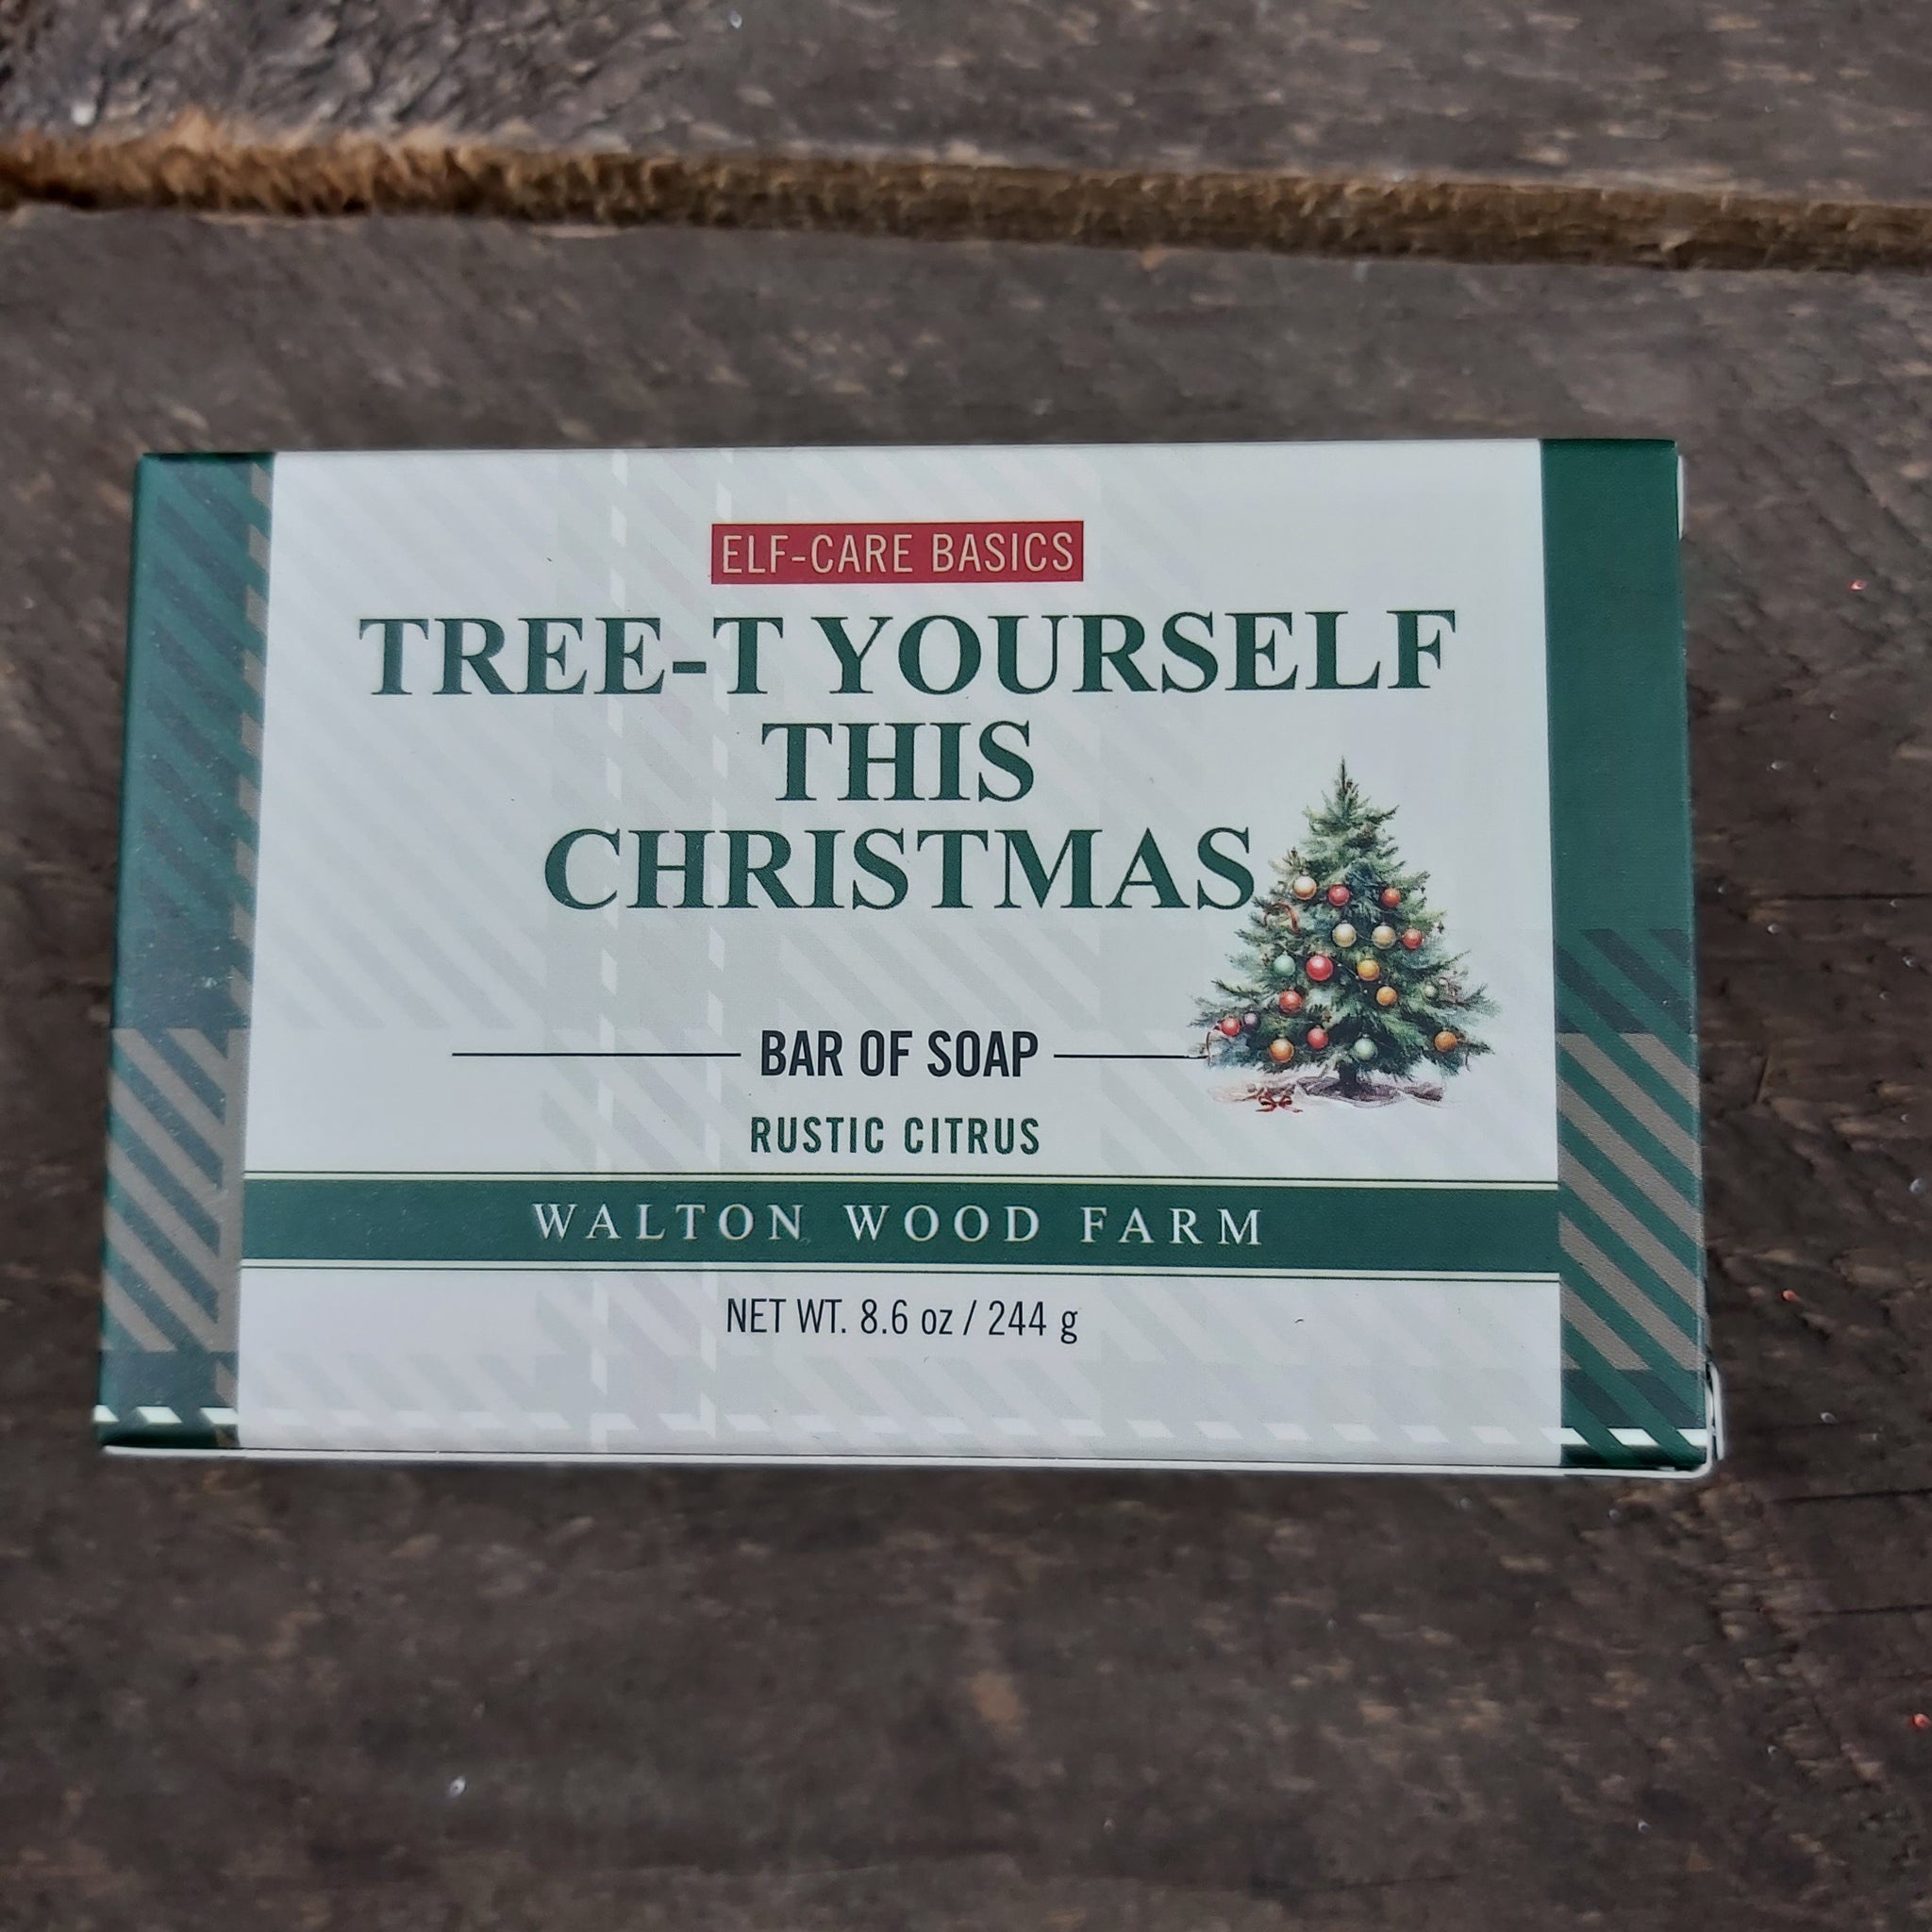 ELF-CARE BASICS
TREE-T YOURSELF
THIS
CHRISTMAS
BAR OF SOAP
RUSTIC CITRUS
WALTON WOOD FARM
NET WT. 8.6 oz / 244 g